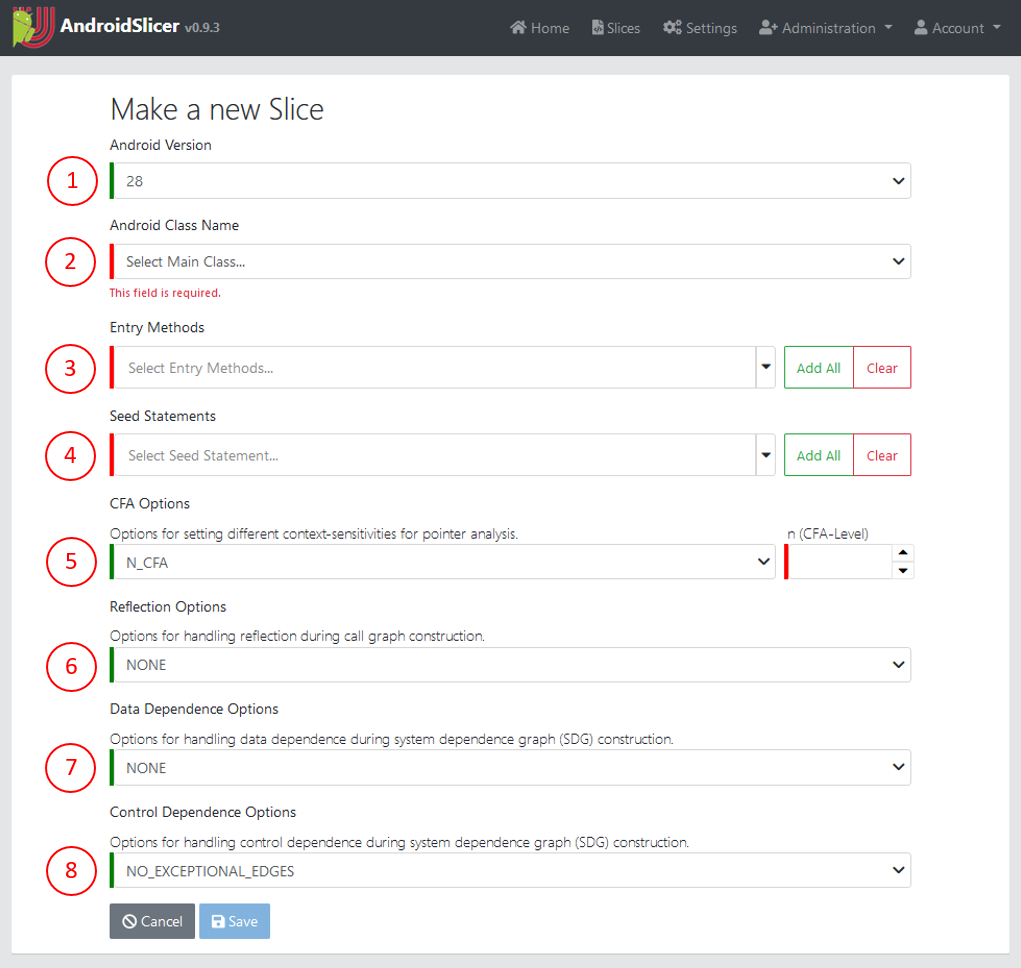 AndroidSlicer v0.9.3 Home Slices Settings Administration Account
Make a new Slice
Android Version
1 28
Android Class Name
2 Select Main Class...
This field is required.
Entry Methods
3 Select Entry Methods... Add All Clear
Seed Statements
4 Select Seed Statement... Add All Clear
CFA Options
Options for setting different context-sensitivities for pointer analysis. n (CFA-Level)
5 N_CFA
Reflection Options
Options for handling reflection during call graph construction.
6 NONE
Data Dependence Options
Options for handling data dependence during system dependence graph (SDG) construction.
7 NONE
Control Dependence Options
Options for handling control dependence during system dependence graph (SDG) construction.
8 NO_EXCEPTIONAL_EDGES
Cancel Save